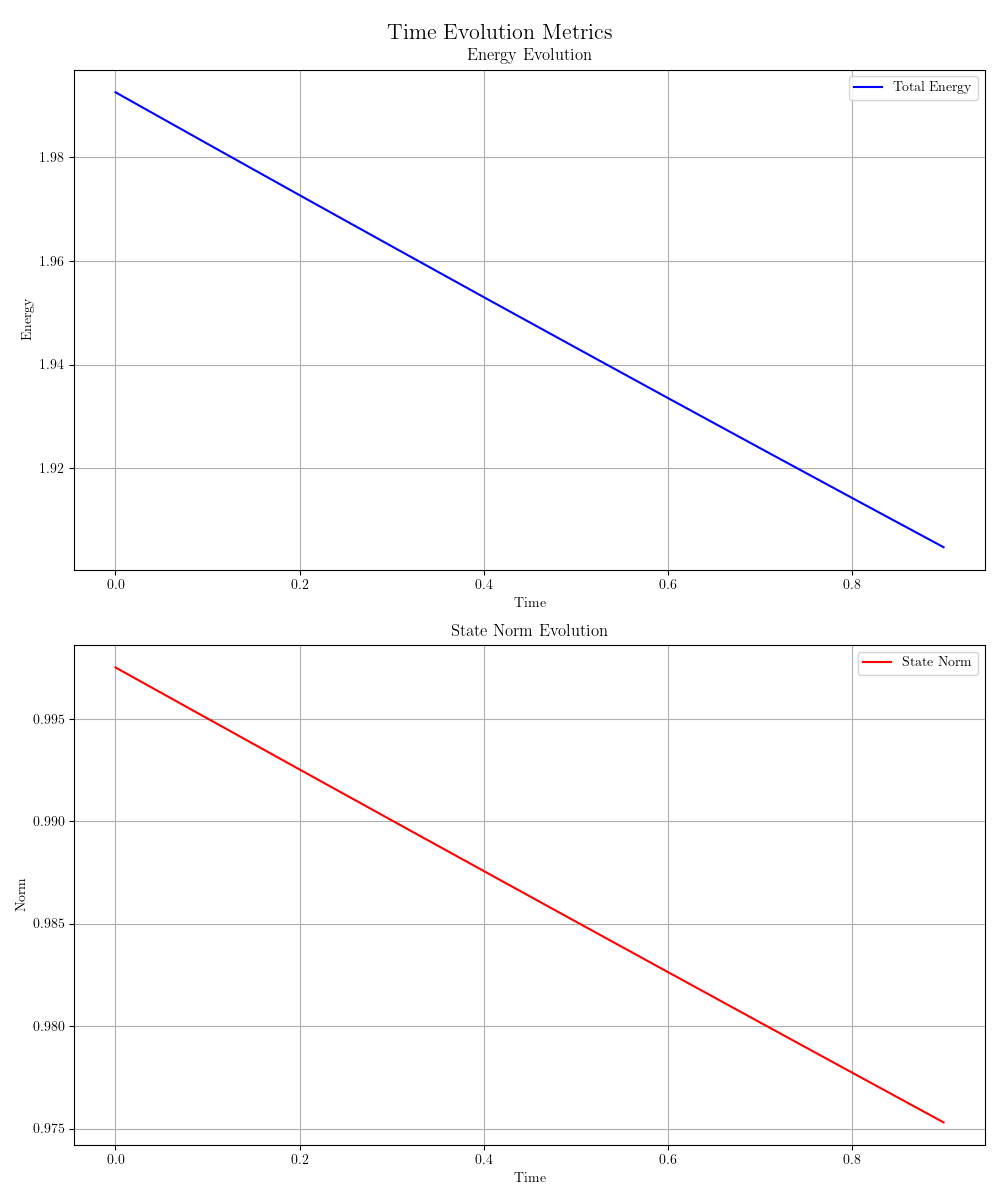 Time Evolution Metrics
Energy Evolution
Total Energy
1.98
1.96
1.94
1.92
Energy
0.0 0.2 0.4 0.6 0.8
Time
State Norm Evolution
State Norm
0.995
0.990
0.985
0.980
0.975
Norm
0.0 0.2 0.4 0.6 0.8
Time